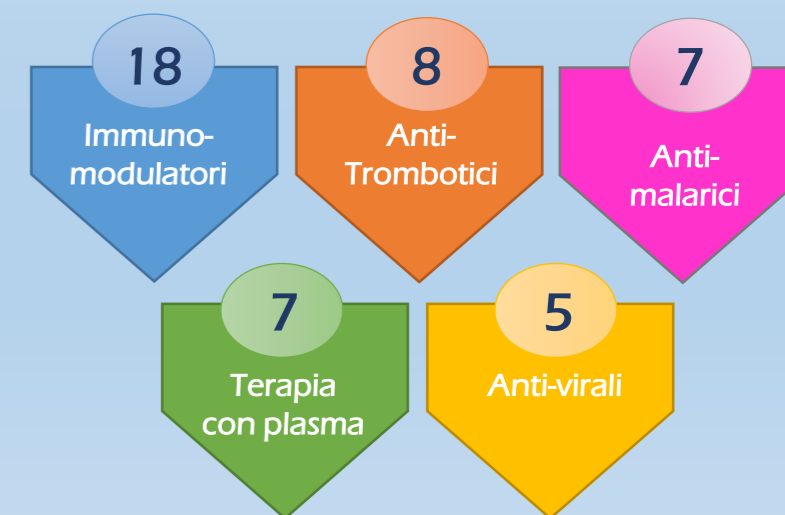 18
Immuno-
modulatori
8
Anti-
Trombotici
7
Anti-
malarici
7
Terapia
con plasma
5
Anti-virali